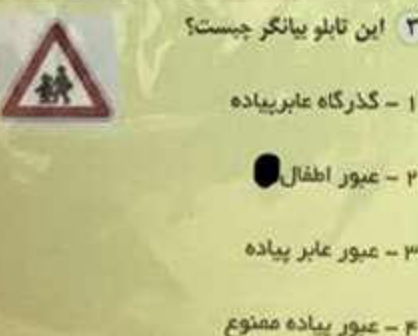 ۳ این تابلو بیانگر چیست؟
۱ - گذرگاه عابرپیاده
۲ - عبور اطفال
۳ - عبور عابر پیاده
۴ - عبور پیاده ممنوع